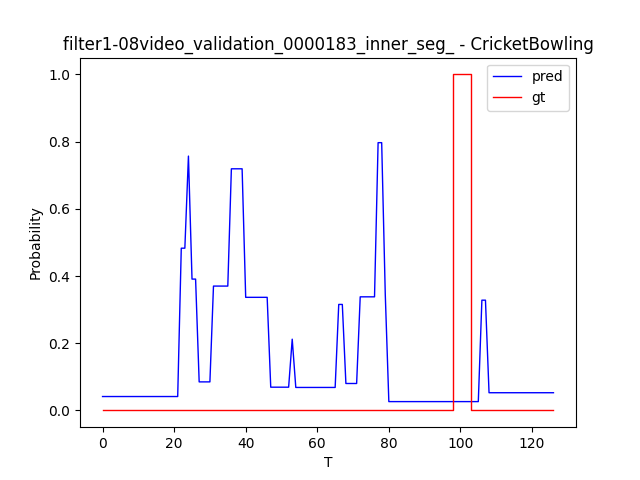 filter1-08video_validation_0000183_inner_seg_ - CricketBowling
pred
gt
1.0
0.8
0.6
0.4
0.2
0.0
Probability
0 20 40 60 80 100 120
T